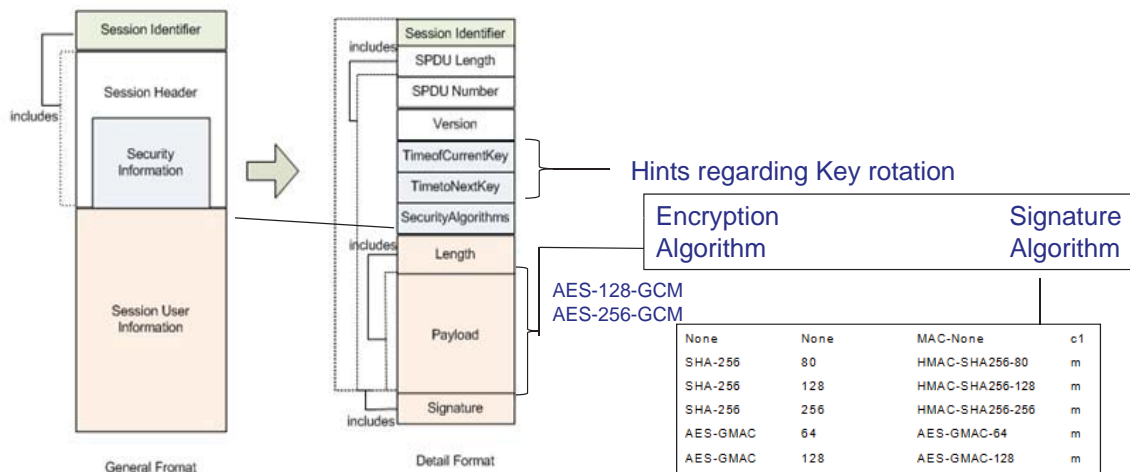 Session Identifier
Session Header
includes
Security
Information
Session User
Information
General Fromat
Session Identifier
includes
SPDU Length
SPDU Number
Version
TimeofCurrentKey
TimetoNextKey
SecurityAlgorithms
includes
Length
Payload
Signature
includes
Detail Format
Hints regarding Key rotation
Encryption
Algorithm
Signature
Algorithm
AES-128-GCM
AES-256-GCM
None None MAC-None c1
SHA-256 80 HMAC-SHA256-80 m
SHA-256 128 HMAC-SHA256-128 m
SHA-256 256 HMAC-SHA256-256 m
AES-GMAC 64 AES-GMAC-64 m
AES-GMAC 128 AES-GMAC-128 m